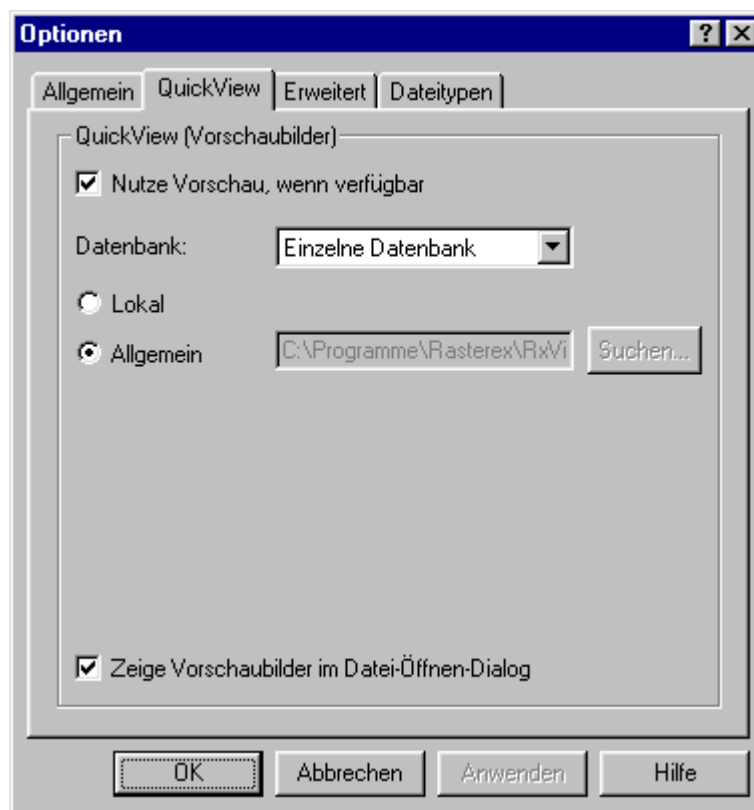 Optionen
Allgemein QuickView Erweitert Dateitypen
QuickView (Vorschaubilder)
Nutze Vorschau, wenn verfügbar
Datenbank: Einzelne Datenbank
Lokal
Allgemein C:\Programme\Rasterex\RxVi Suchen...
Zeige Vorschaubilder im Datei-Öffnen-Dialog
OK Abbrechen Anwenden Hilfe